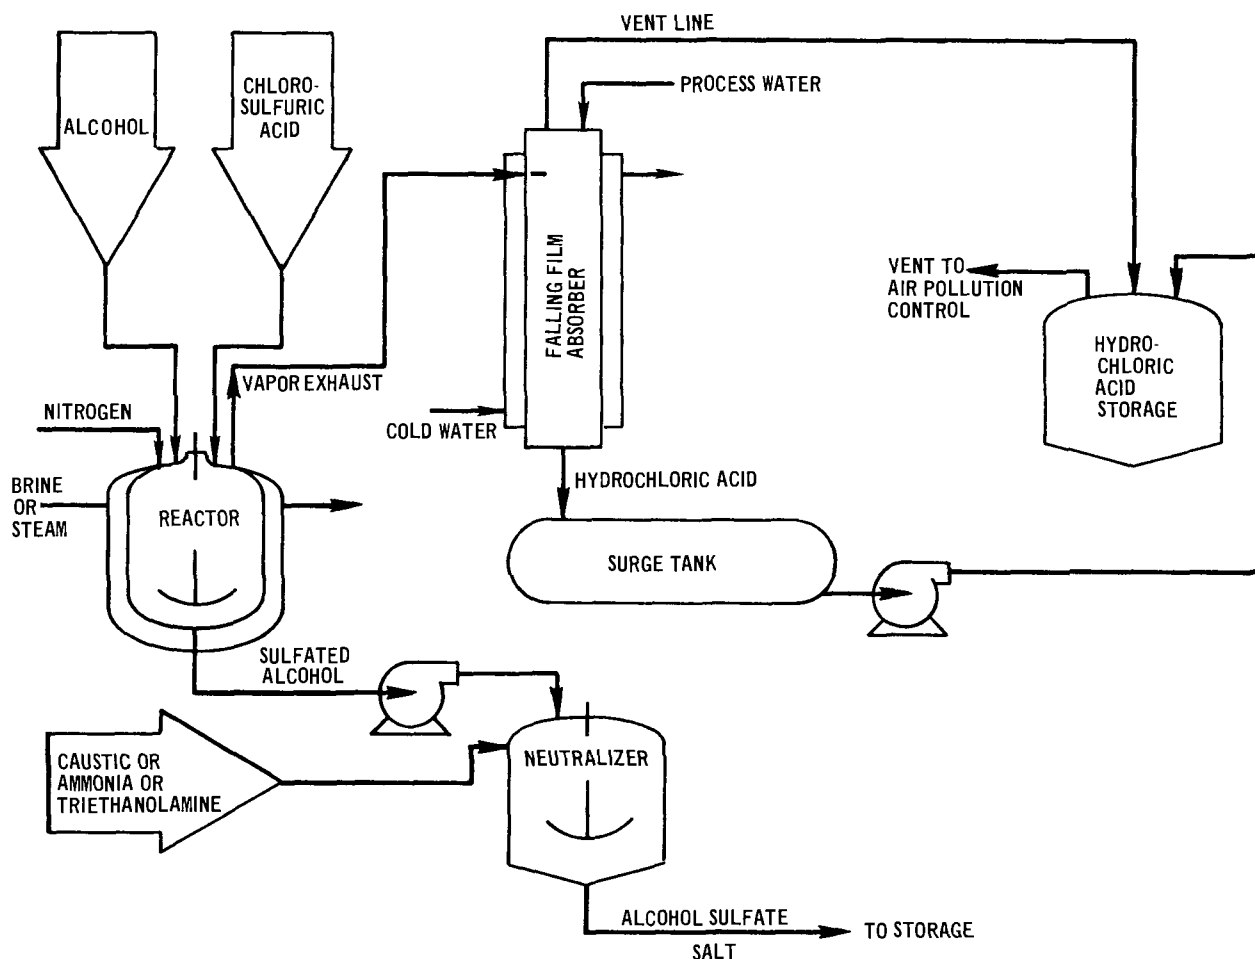 VENT LINE
PROCESS WATER
ALCOHOL
CHLORO-
SULFURIC
ACID
FALLING FILM
ABSORBER
VENT TO
AIR POLLUTION
CONTROL
HYDRO-
CHLORIC
ACID
STORAGE
VAPOR EXHAUST
NITROGEN
COLD WATER
BRINE
OR
STEAM
REACTOR
HYDROCHLORIC ACID
SURGE TANK
SULFATED
ALCOHOL
CAUSTIC OR
AMMONIA OR
TRIETHANOLAMINE
NEUTRALIZER
ALCOHOL SULFATE
SALT
TO STORAGE